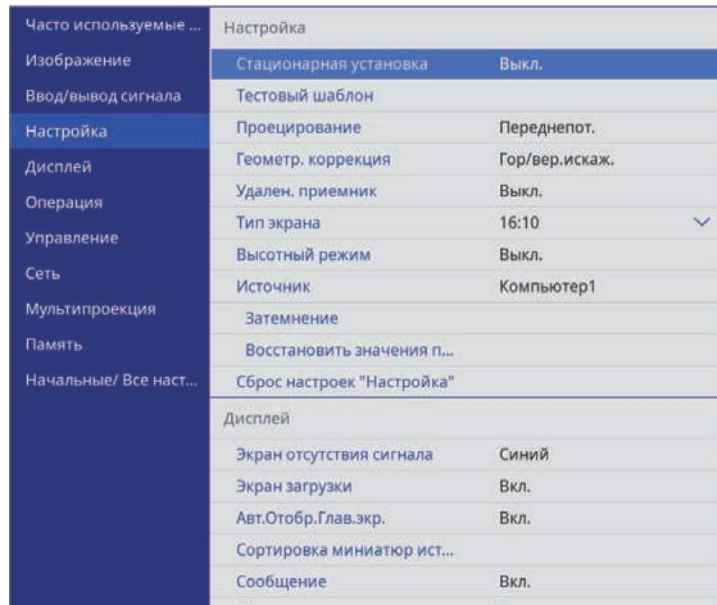 Часто используемые ...
Изображение
Ввод/вывод сигнала
Настройка
Дисплей
Операция
Управление
Сеть
Мультипроекция
Память
Начальные/ Все наст...
Настройка
Стационарная установка Выкл.
Тестовый шаблон
Проецирование Переднепот.
Геометр. коррекция Гор/вер.искаж.
Удален. приемник Выкл.
Тип экрана 16:10
Высотный режим Выкл.
Источник Компьютер1
Затемнение
Восстановить значения п...
Сброс настроек "Настройка"
Дисплей
Экран отсутствия сигнала Синий
Экран загрузки Вкл.
Авт.Отобр.Глав.экр. Вкл.
Сортировка миниатюр ист...
Сообщение Вкл.